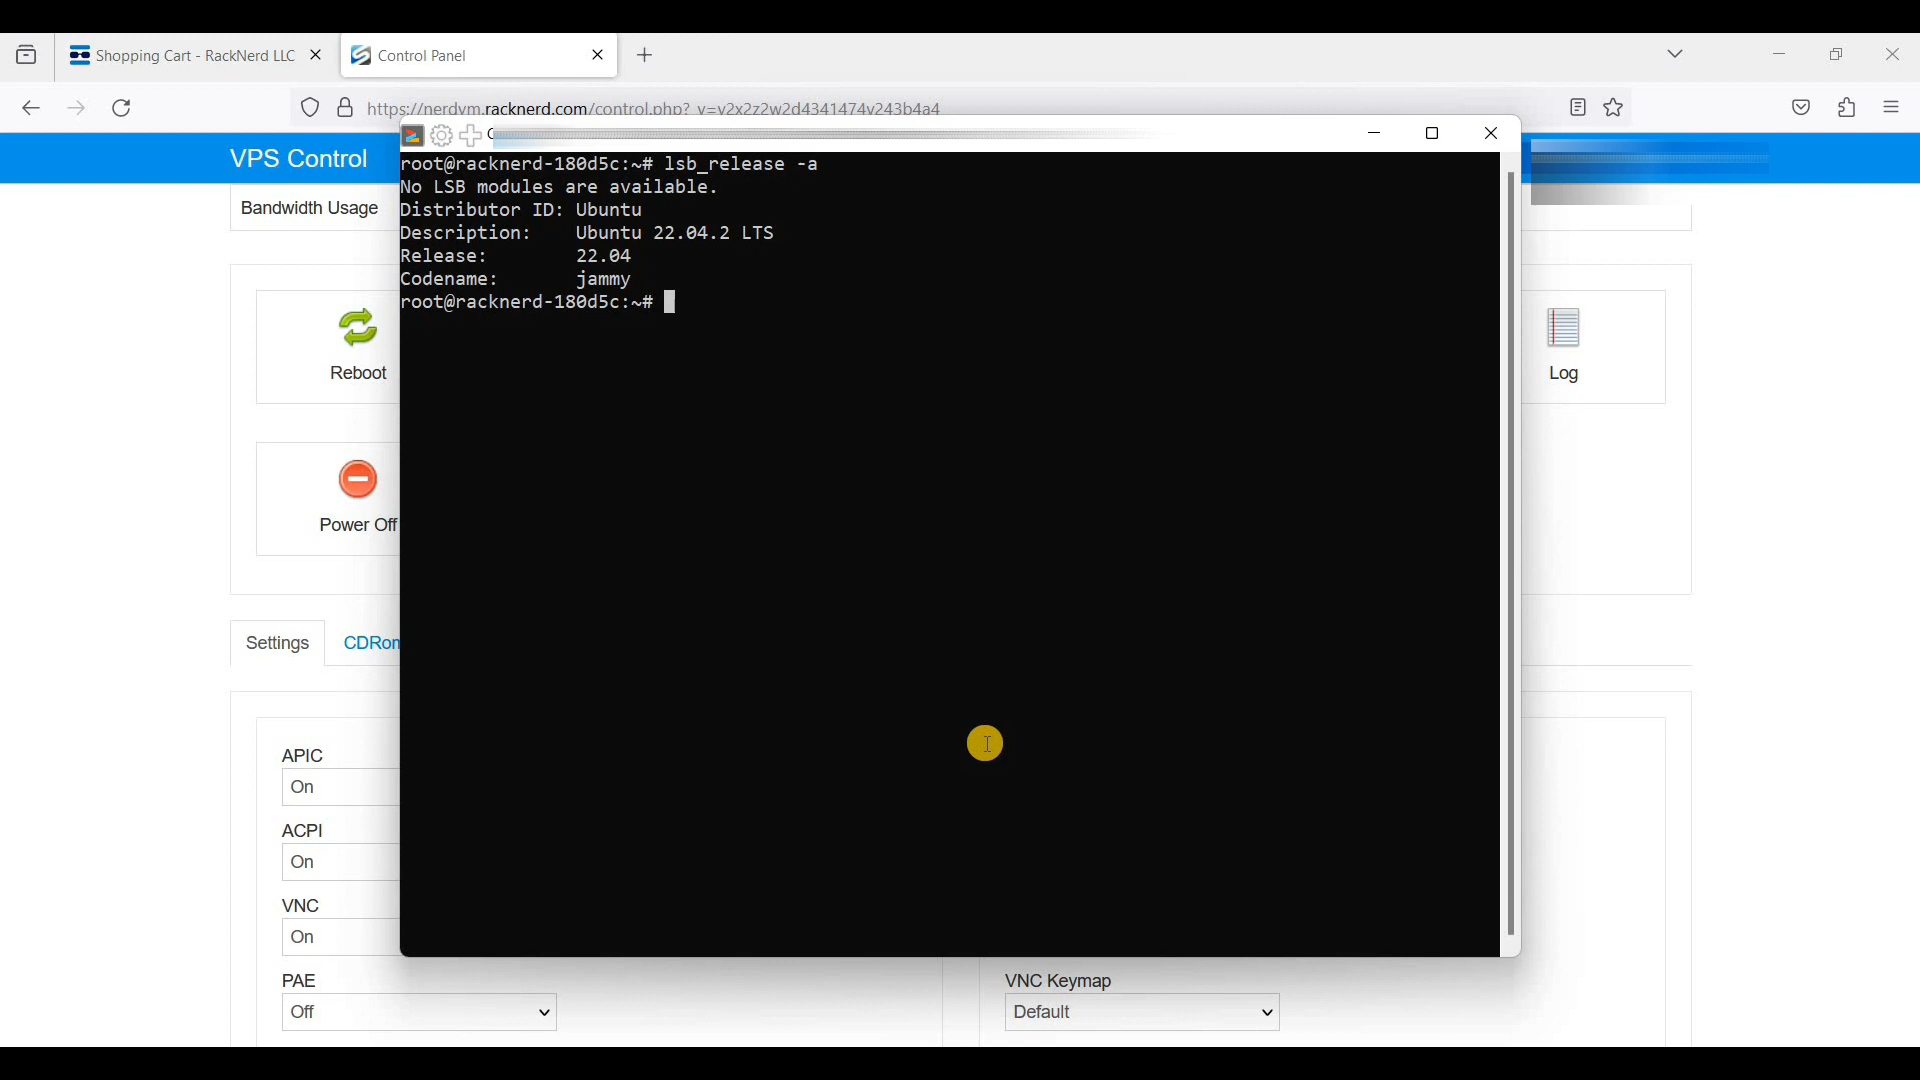 Shopping Cart - RackNerd LLC
Control Panel
https://nerdvm.racknerd.com/control.php?_v=v2x2z2w2d4341474v243b4a4
VPS Control
Bandwidth Usage
root@racknerd-180d5c:~# lsb_release -a
No LSB modules are available.
Distributor ID: Ubuntu
Description: Ubuntu 22.04.2 LTS
Release: 22.04
Codename: jammy
root@racknerd-180d5c:~#
Reboot
Log
Power Off
Settings
CDRom
APIC
On
ACPI
On
VNC
On
PAE
Off
VNC Keymap
Default